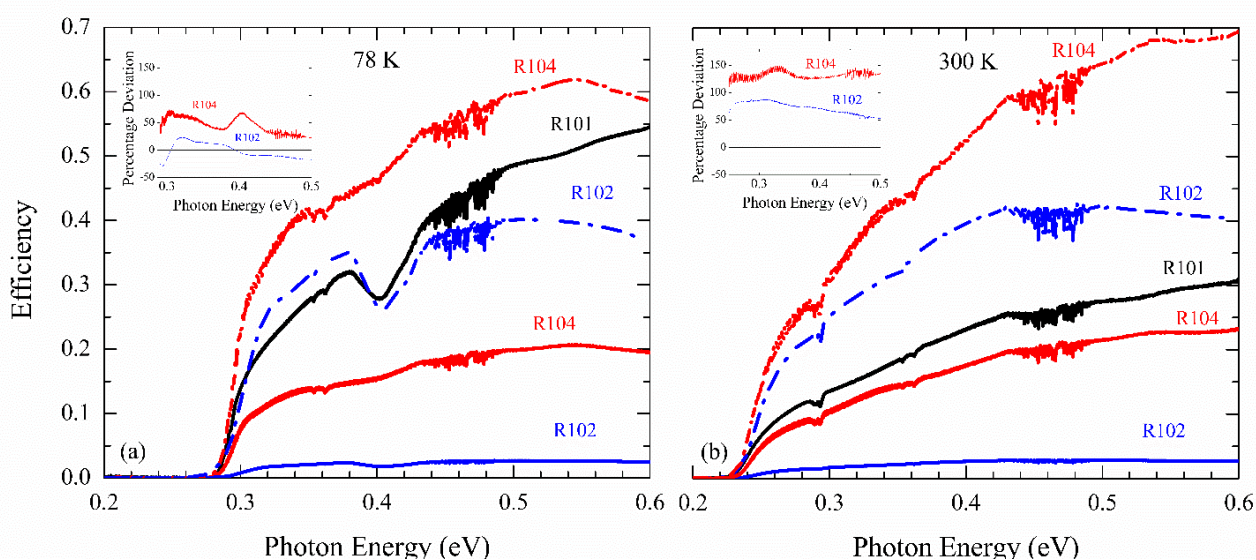 0.7
0.6
0.5
0.4
0.3
0.2
0.1
0.0
Efficiency
0.2 0.3 0.4 0.5 0.6
Photon Energy (eV)
(a)
78 K
R104
R101
R102
R104
R102
150
100
50
0
-50
Percentage Deviation
R104
R102
0.3 0.4 0.5
Photon Energy (eV)
0.2 0.3 0.4 0.5 0.6
Photon Energy (eV)
(b)
300 K
R104
R102
R101
R104
R102
150
100
50
0
-50
Percentage Deviation
R104
R102
0.3 0.4 0.5
Photon Energy (eV)